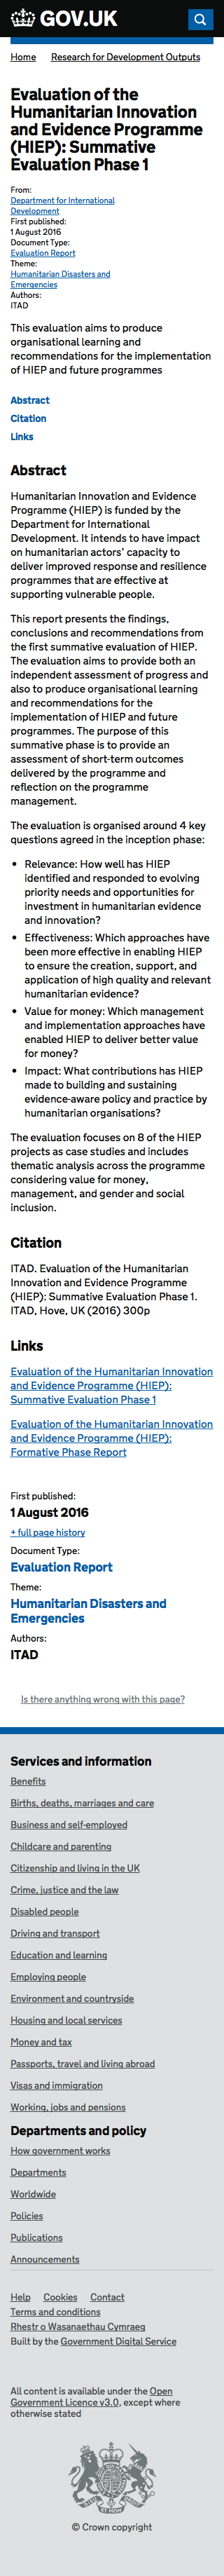 GOV.UK
Home Research for Development Outputs
Evaluation of the
Humanitarian Innovation
and Evidence Programme
(HIEP): Summative
Evaluation Phase 1
From:
Department for International
Development
First published:
1 August 2016
Document Type:
Evaluation Report
Theme:
Humanitarian Disasters and
Emergencies
Authors:
ITAD
This evaluation aims to produce
organisational learning and
recommendations for the implementation
of HIEP and future programmes
Abstract
Citation
Links
Abstract
Humanitarian Innovation and Evidence
Programme (HIEP) is funded by the
Department for International
Development. It intends to have impact
on humanitarian actors’ capacity to
deliver improved response and resilience
programmes that are effective at
supporting vulnerable people.
This report presents the findings,
conclusions and recommendations from
the first summative evaluation of HIEP.
The evaluation aims to provide both an
independent assessment of progress and
also to produce organisational learning
and recommendations for the
implementation of HIEP and future
programmes. The purpose of this
summative phase is to provide an
assessment of short-term outcomes
delivered by the programme and
reflection on the programme
management.
The evaluation is organised around 4 key
questions agreed in the inception phase:
• Relevance: How well has HIEP
identified and responded to evolving
priority needs and opportunities for
investment in humanitarian evidence
and innovation?
• Effectiveness: Which approaches have
been more effective in enabling HIEP
to ensure the creation, support, and
application of high quality and relevant
humanitarian evidence?
• Value for money: Which management
and implementation approaches have
enabled HIEP to deliver better value
for money?
• Impact: What contributions has HIEP
made to building and sustaining
evidence-aware policy and practice by
humanitarian organisations?
The evaluation focuses on 8 of the HIEP
projects as case studies and includes
thematic analysis across the programme
considering value for money,
management, and gender and social
inclusion.
Citation
ITAD. Evaluation of the Humanitarian
Innovation and Evidence Programme
(HIEP): Summative Evaluation Phase 1.
ITAD, Hove, UK (2016) 300p
Links
Evaluation of the Humanitarian Innovation
and Evidence Programme (HIEP):
Summative Evaluation Phase 1
Evaluation of the Humanitarian Innovation
and Evidence Programme (HIEP):
Formative Phase Report
First published:
1 August 2016
+ full page history
Document Type:
Evaluation Report
Theme:
Humanitarian Disasters and
Emergencies
Authors:
ITAD
Is there anything wrong with this page?
Services and information
Benefits
Births, deaths, marriages and care
Business and self-employed
Childcare and parenting
Citizenship and living in the UK
Crime, justice and the law
Disabled people
Driving and transport
Education and learning
Employing people
Environment and countryside
Housing and local services
Money and tax
Passports, travel and living abroad
Visas and immigration
Working, jobs and pensions
Departments and policy
How government works
Departments
Worldwide
Policies
Publications
Announcements
Help Cookies Contact
Terms and conditions
Rhestr o Wasanaethau Cymraeg
Built by the Government Digital Service
All content is available under the Open
Government Licence v3.0, except where
otherwise stated
© Crown copyright